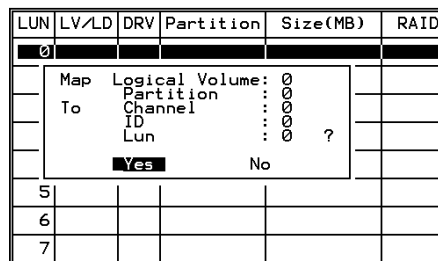 LUN LV/LD DRV Partition Size(MB) RAID
0
Map Logical Volume: 0
Partition : 0
To Channel : 0
ID : 0
Lun : 0 ?
Yes No
5
6
7